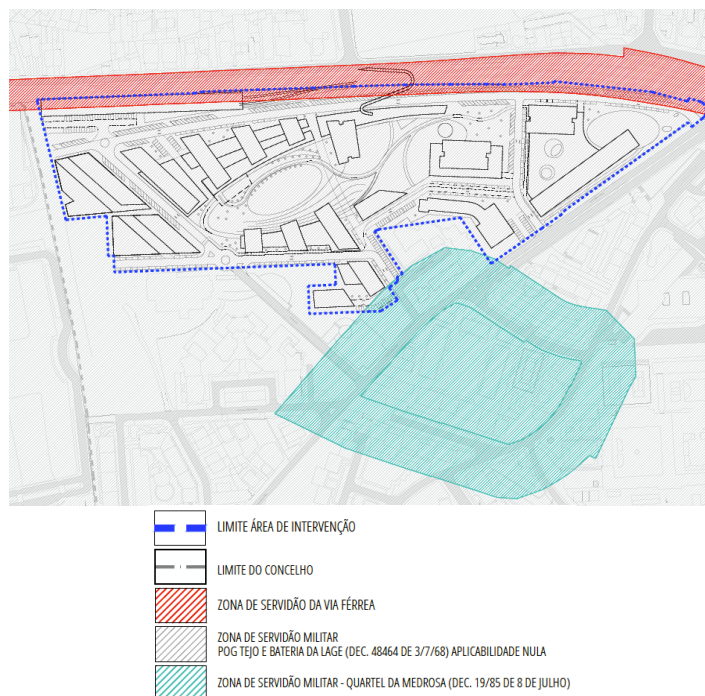 LIMITE ÁREA DE INTERVENÇÃO
LIMITE DO CONCELHO
ZONA DE SERVIDÃO DA VIA FÉRREA
ZONA DE SERVIDÃO MILITAR
POG TEJO E BATERIA DA LAGE (DEC. 48464 DE 3/7/68) APLICABILIDADE NULA
ZONA DE SERVIDÃO MILITAR - QUARTEL DA MEDROSA (DEC. 19/85 DE 8 DE JULHO)